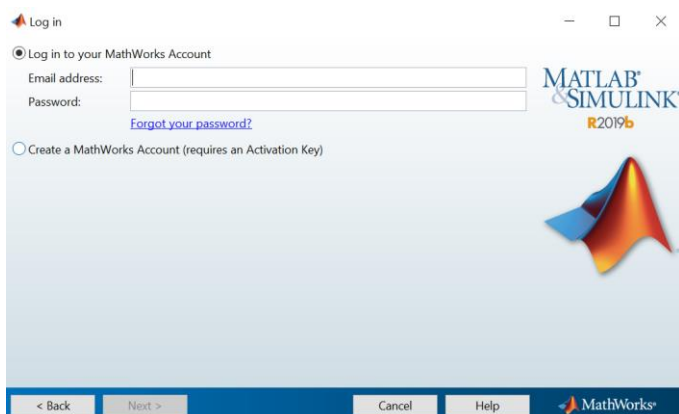 Log in
Log in to your MathWorks Account
Email address:
Password:
Forgot your password?
Create a MathWorks Account (requires an Activation Key)
MATLAB®
&SIMULINK®
R2019b
< Back
Next >
Cancel
Help
MathWorks®